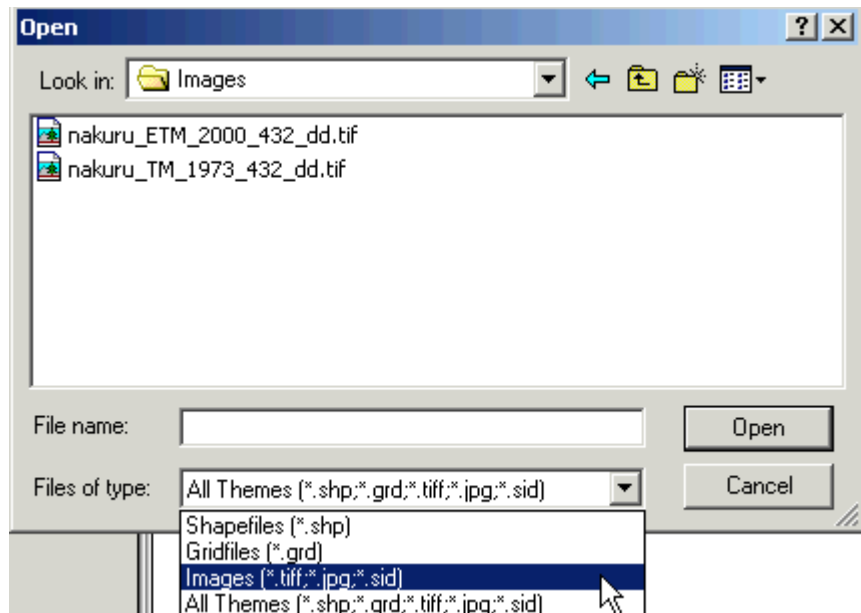 Open
Look in: Images
nakuru_ETM_2000_432_dd.tif
nakuru_TM_1973_432_dd.tif
File name:
Open
Files of type: All Themes (*.shp;*.grd;*.tiff;*.jpg;*.sid)
Cancel
Shapefiles (*.shp)
Gridfiles (*.grd)
Images (*.tiff;*.jpg;*.sid)
All Themes (*.shp;*.grd;*.tiff;*.jpg;*.sid)